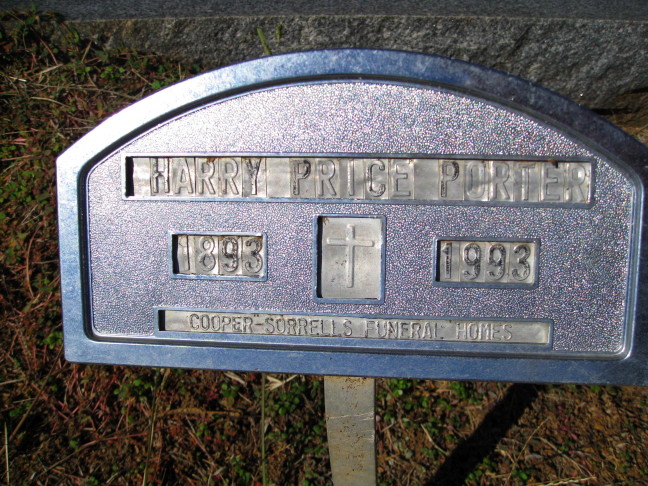 HARRY PRICE PORTER
1893 1993
COOPER-SORRELLS FUNERAL HOMES